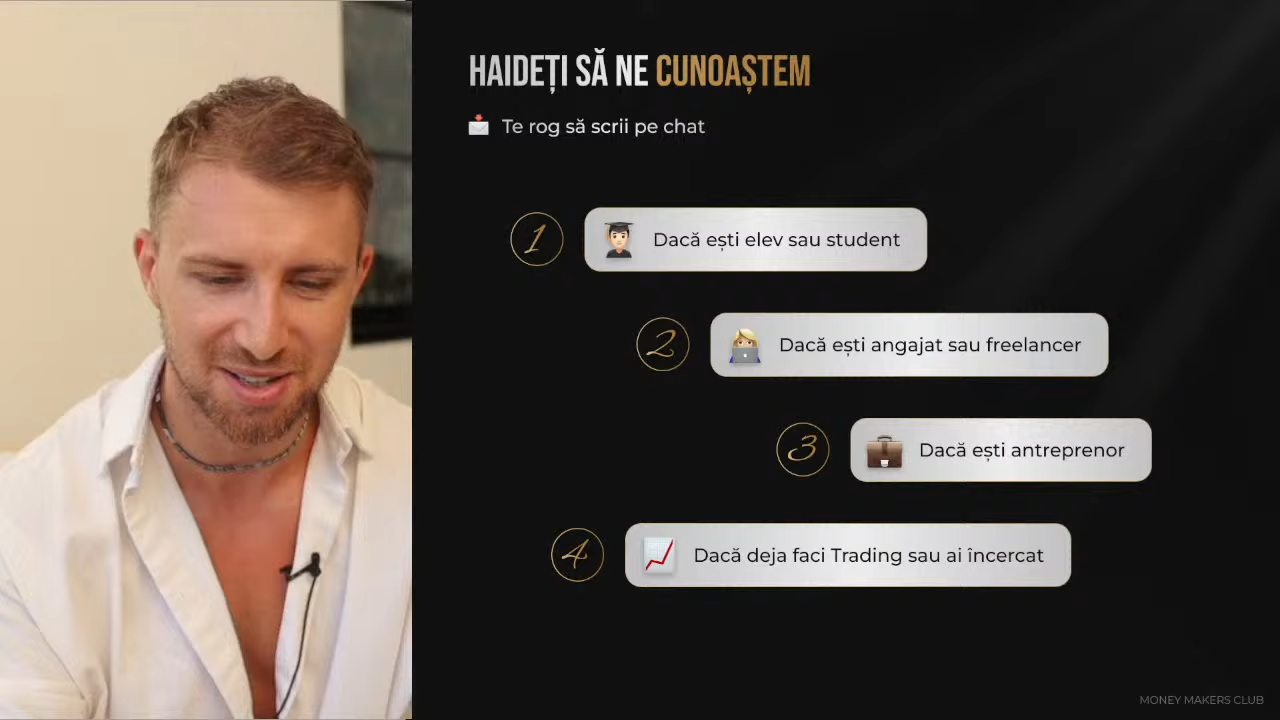 HAIDEȚI SĂ NE CUNOAȘTEM
Te rog să scrii pe chat
1 Dacă ești elev sau student
2 Dacă ești angajat sau freelancer
3 Dacă ești antreprenor
4 Dacă deja faci Trading sau ai încercat
MONEY MAKERS CLUB